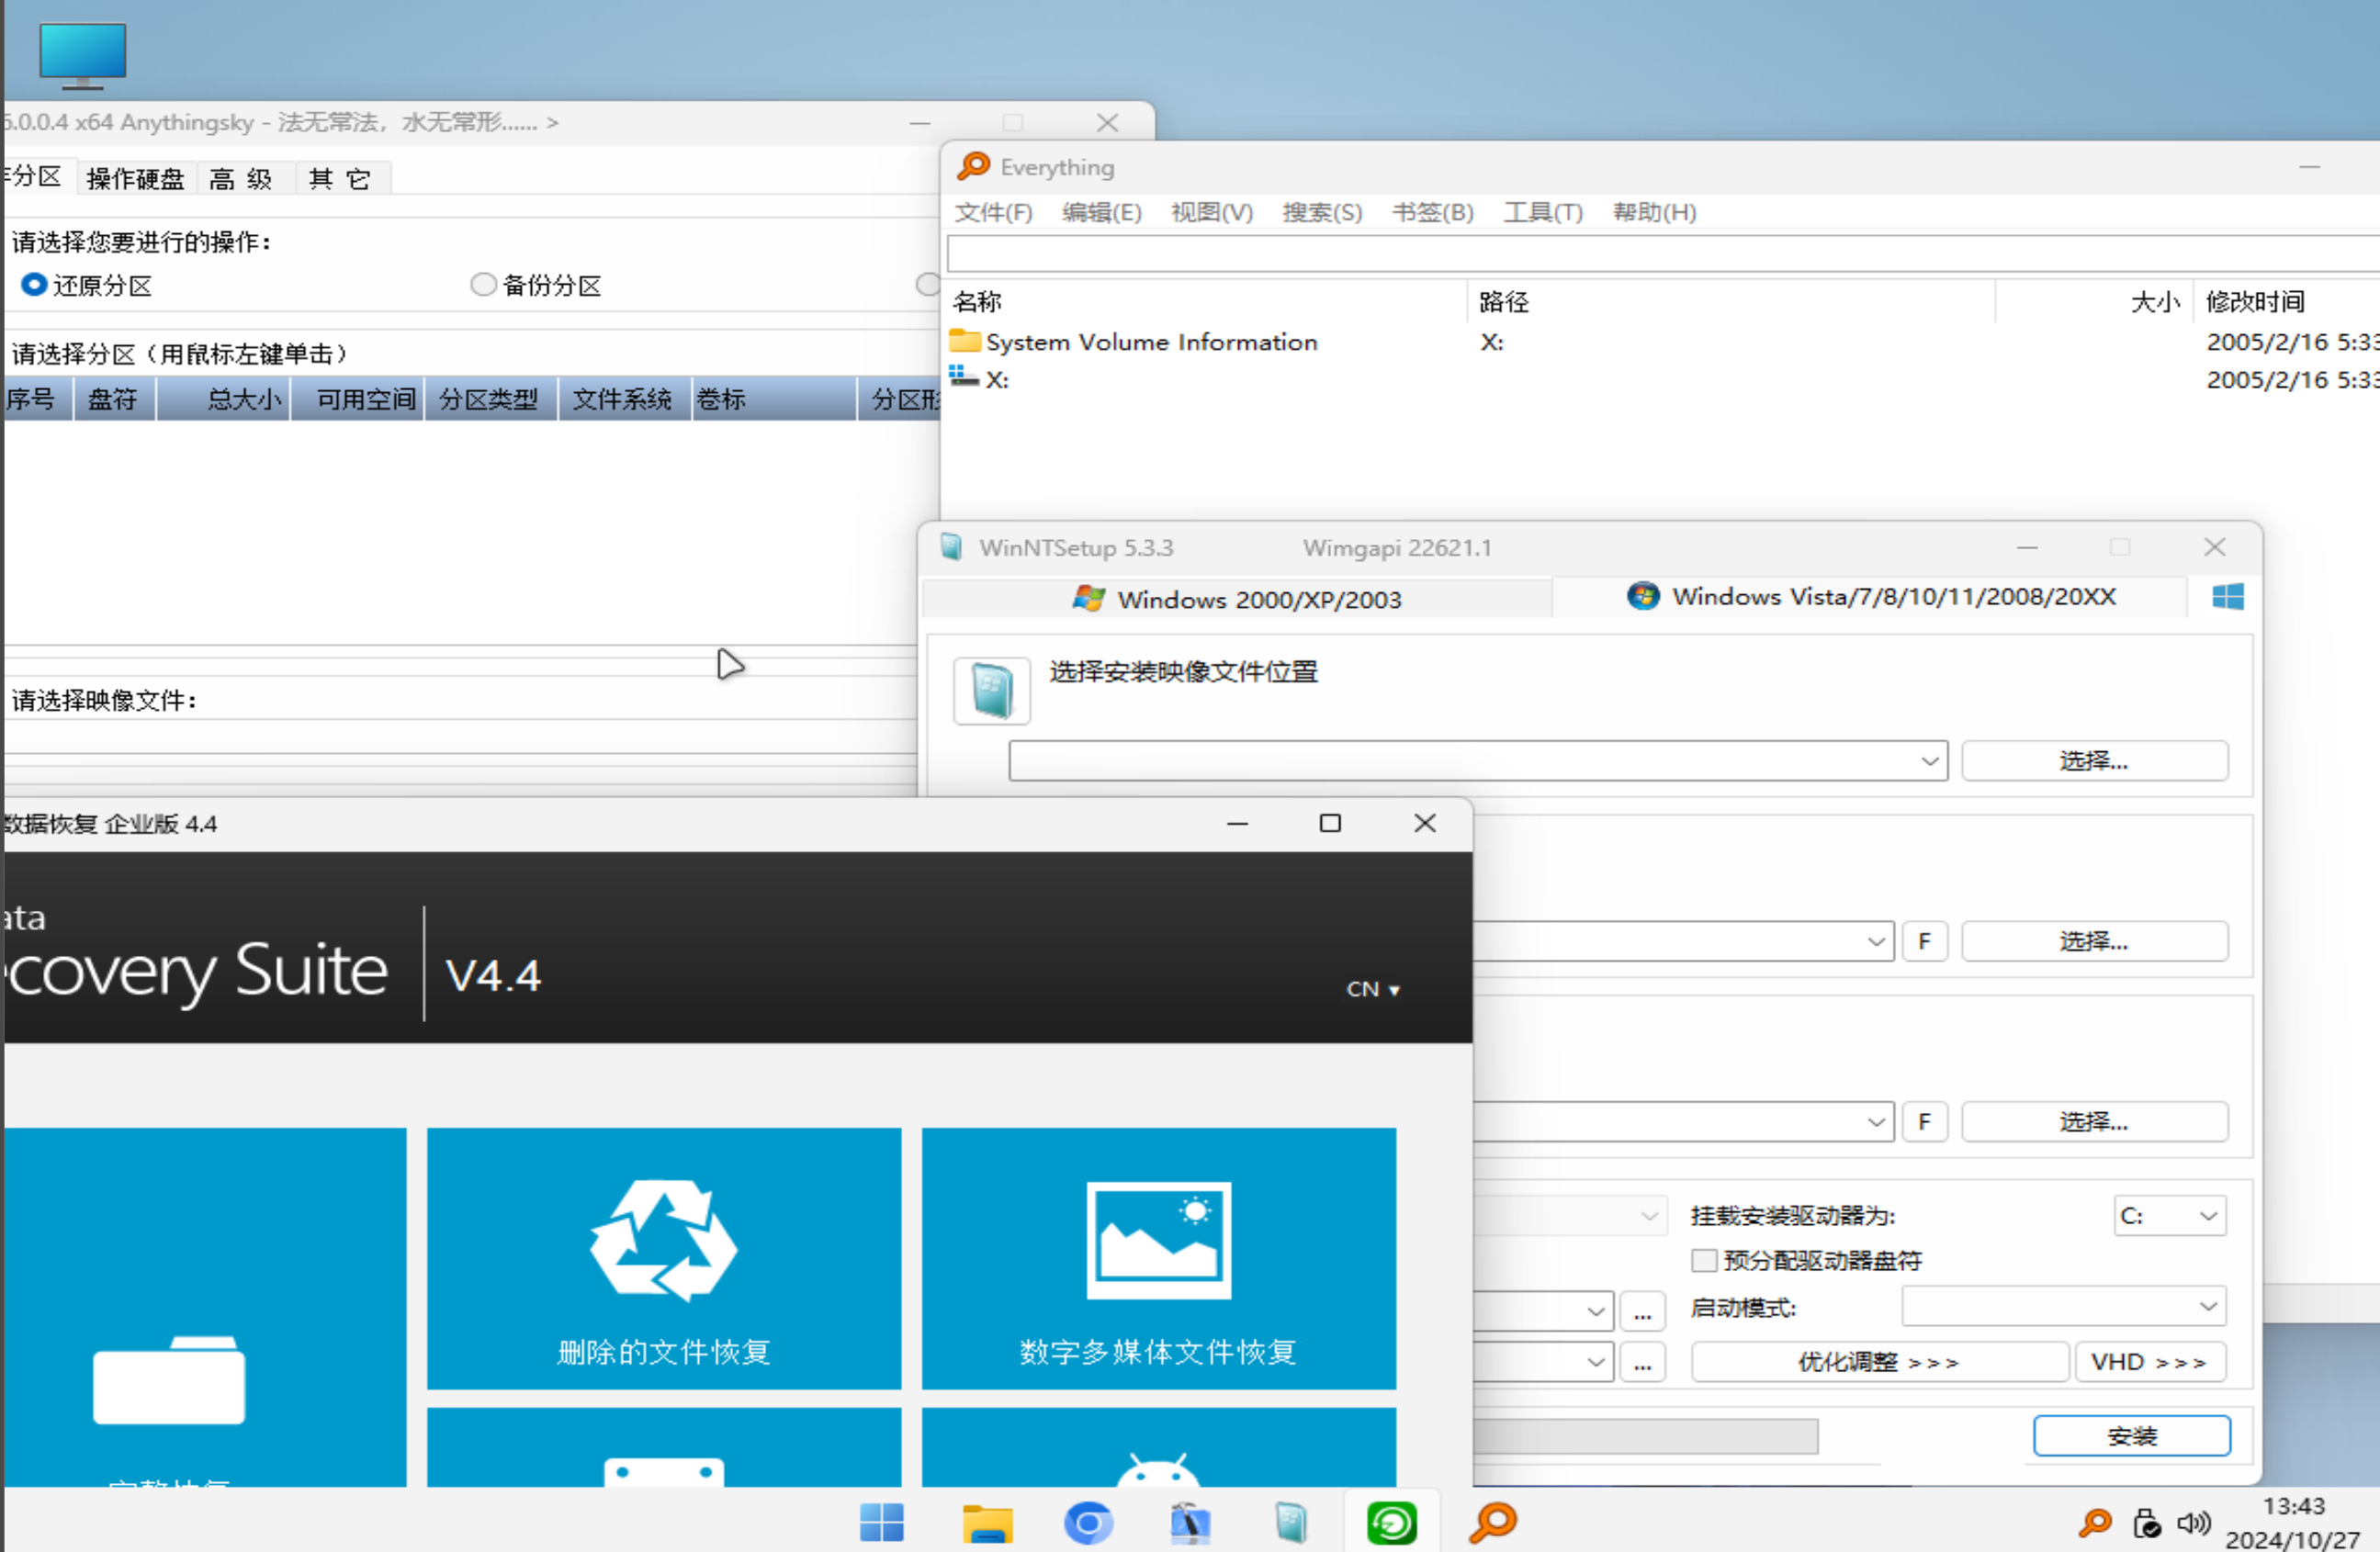 6.0.0.4 x64 Anythingsky - 法无常法，水无常形...... >
分区
操作硬盘
高 级
其 它
请选择您要进行的操作：
还原分区
备份分区
请选择分区（用鼠标左键单击）
序号
盘符
总大小
可用空间
分区类型
文件系统
卷标
分区形
请选择映像文件：
Everything
文件(F)
编辑(E)
视图(V)
搜索(S)
书签(B)
工具(T)
帮助(H)
名称
路径
大小
修改时间
System Volume Information
X:
2005/2/16 5:33
X:
2005/2/16 5:33
WinNTSetup 5.3.3
Wimgapi 22621.1
Windows 2000/XP/2003
Windows Vista/7/8/10/11/2008/20XX
选择安装映像文件位置
选择...
F
选择...
F
选择...
挂载安装驱动器为:
C:
预分配驱动器盘符
...
启动模式:
...
优化调整 >>>
VHD >>>
安装
数据恢复 企业版 4.4
ata
ecovery Suite
V4.4
CN
删除的文件恢复
数字多媒体文件恢复
13:43
2024/10/27